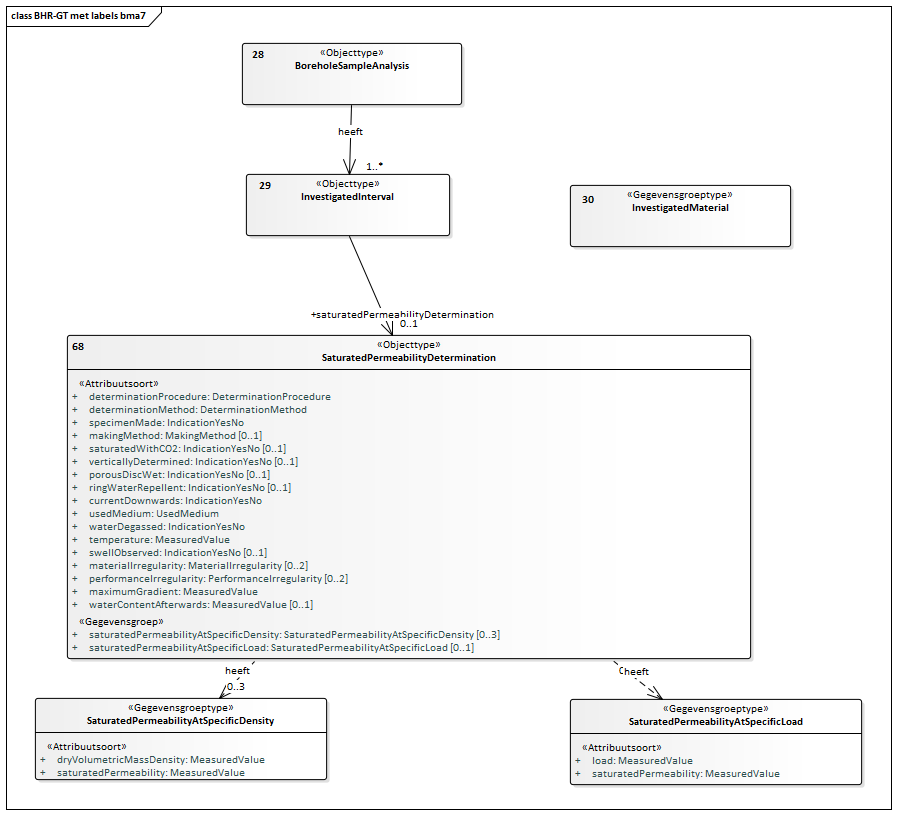 class BHR-GT met labels bma7
28
«Objecttype»
BoreholeSampleAnalysis
heeft
1..*
29
«Objecttype»
InvestigatedInterval
30
«Gegevensgroeptype»
InvestigatedMaterial
+saturatedPermeabilityDetermination
0..1
68
«Objecttype»
SaturatedPermeabilityDetermination
«Attribuutsoort»
+ determinationProcedure: DeterminationProcedure
+ determinationMethod: DeterminationMethod
+ specimenMade: IndicationYesNo
+ makingMethod: MakingMethod [0..1]
+ saturatedWithCO2: IndicationYesNo [0..1]
+ verticallyDetermined: IndicationYesNo [0..1]
+ porousDiscWet: IndicationYesNo [0..1]
+ ringWaterRepellent: IndicationYesNo [0..1]
+ currentDownwards: IndicationYesNo
+ usedMedium: UsedMedium
+ waterDegassed: IndicationYesNo
+ temperature: MeasuredValue
+ swellObserved: IndicationYesNo [0..1]
+ materialIrregularity: MaterialIrregularity [0..2]
+ performanceIrregularity: PerformanceIrregularity [0..2]
+ maximumGradient: MeasuredValue
+ waterContentAfterwards: MeasuredValue [0..1]
«Gegevensgroep»
+ saturatedPermeabilityAtSpecificDensity: SaturatedPermeabilityAtSpecificDensity [0..3]
+ saturatedPermeabilityAtSpecificLoad: SaturatedPermeabilityAtSpecificLoad [0..1]
heeft
0..3
heeft
«Gegevensgroeptype»
SaturatedPermeabilityAtSpecificDensity
«Attribuutsoort»
+ dryVolumetricMassDensity: MeasuredValue
+ saturatedPermeability: MeasuredValue
«Gegevensgroeptype»
SaturatedPermeabilityAtSpecificLoad
«Attribuutsoort»
+ load: MeasuredValue
+ saturatedPermeability: MeasuredValue